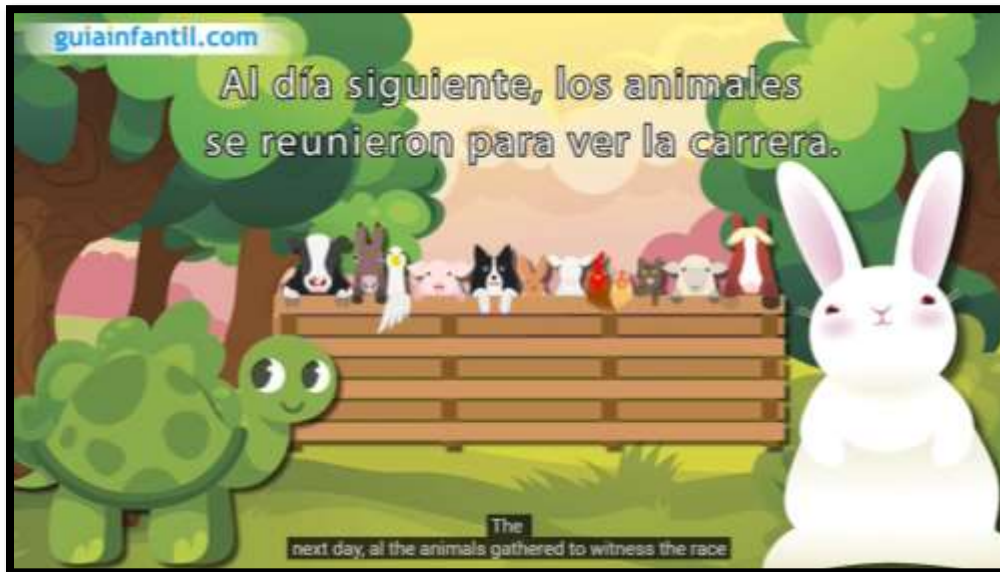 guiainfantil.com
Al día siguiente, los animales
se reunieron para ver la carrera.
The
next day, al the animals gathered to witness the race